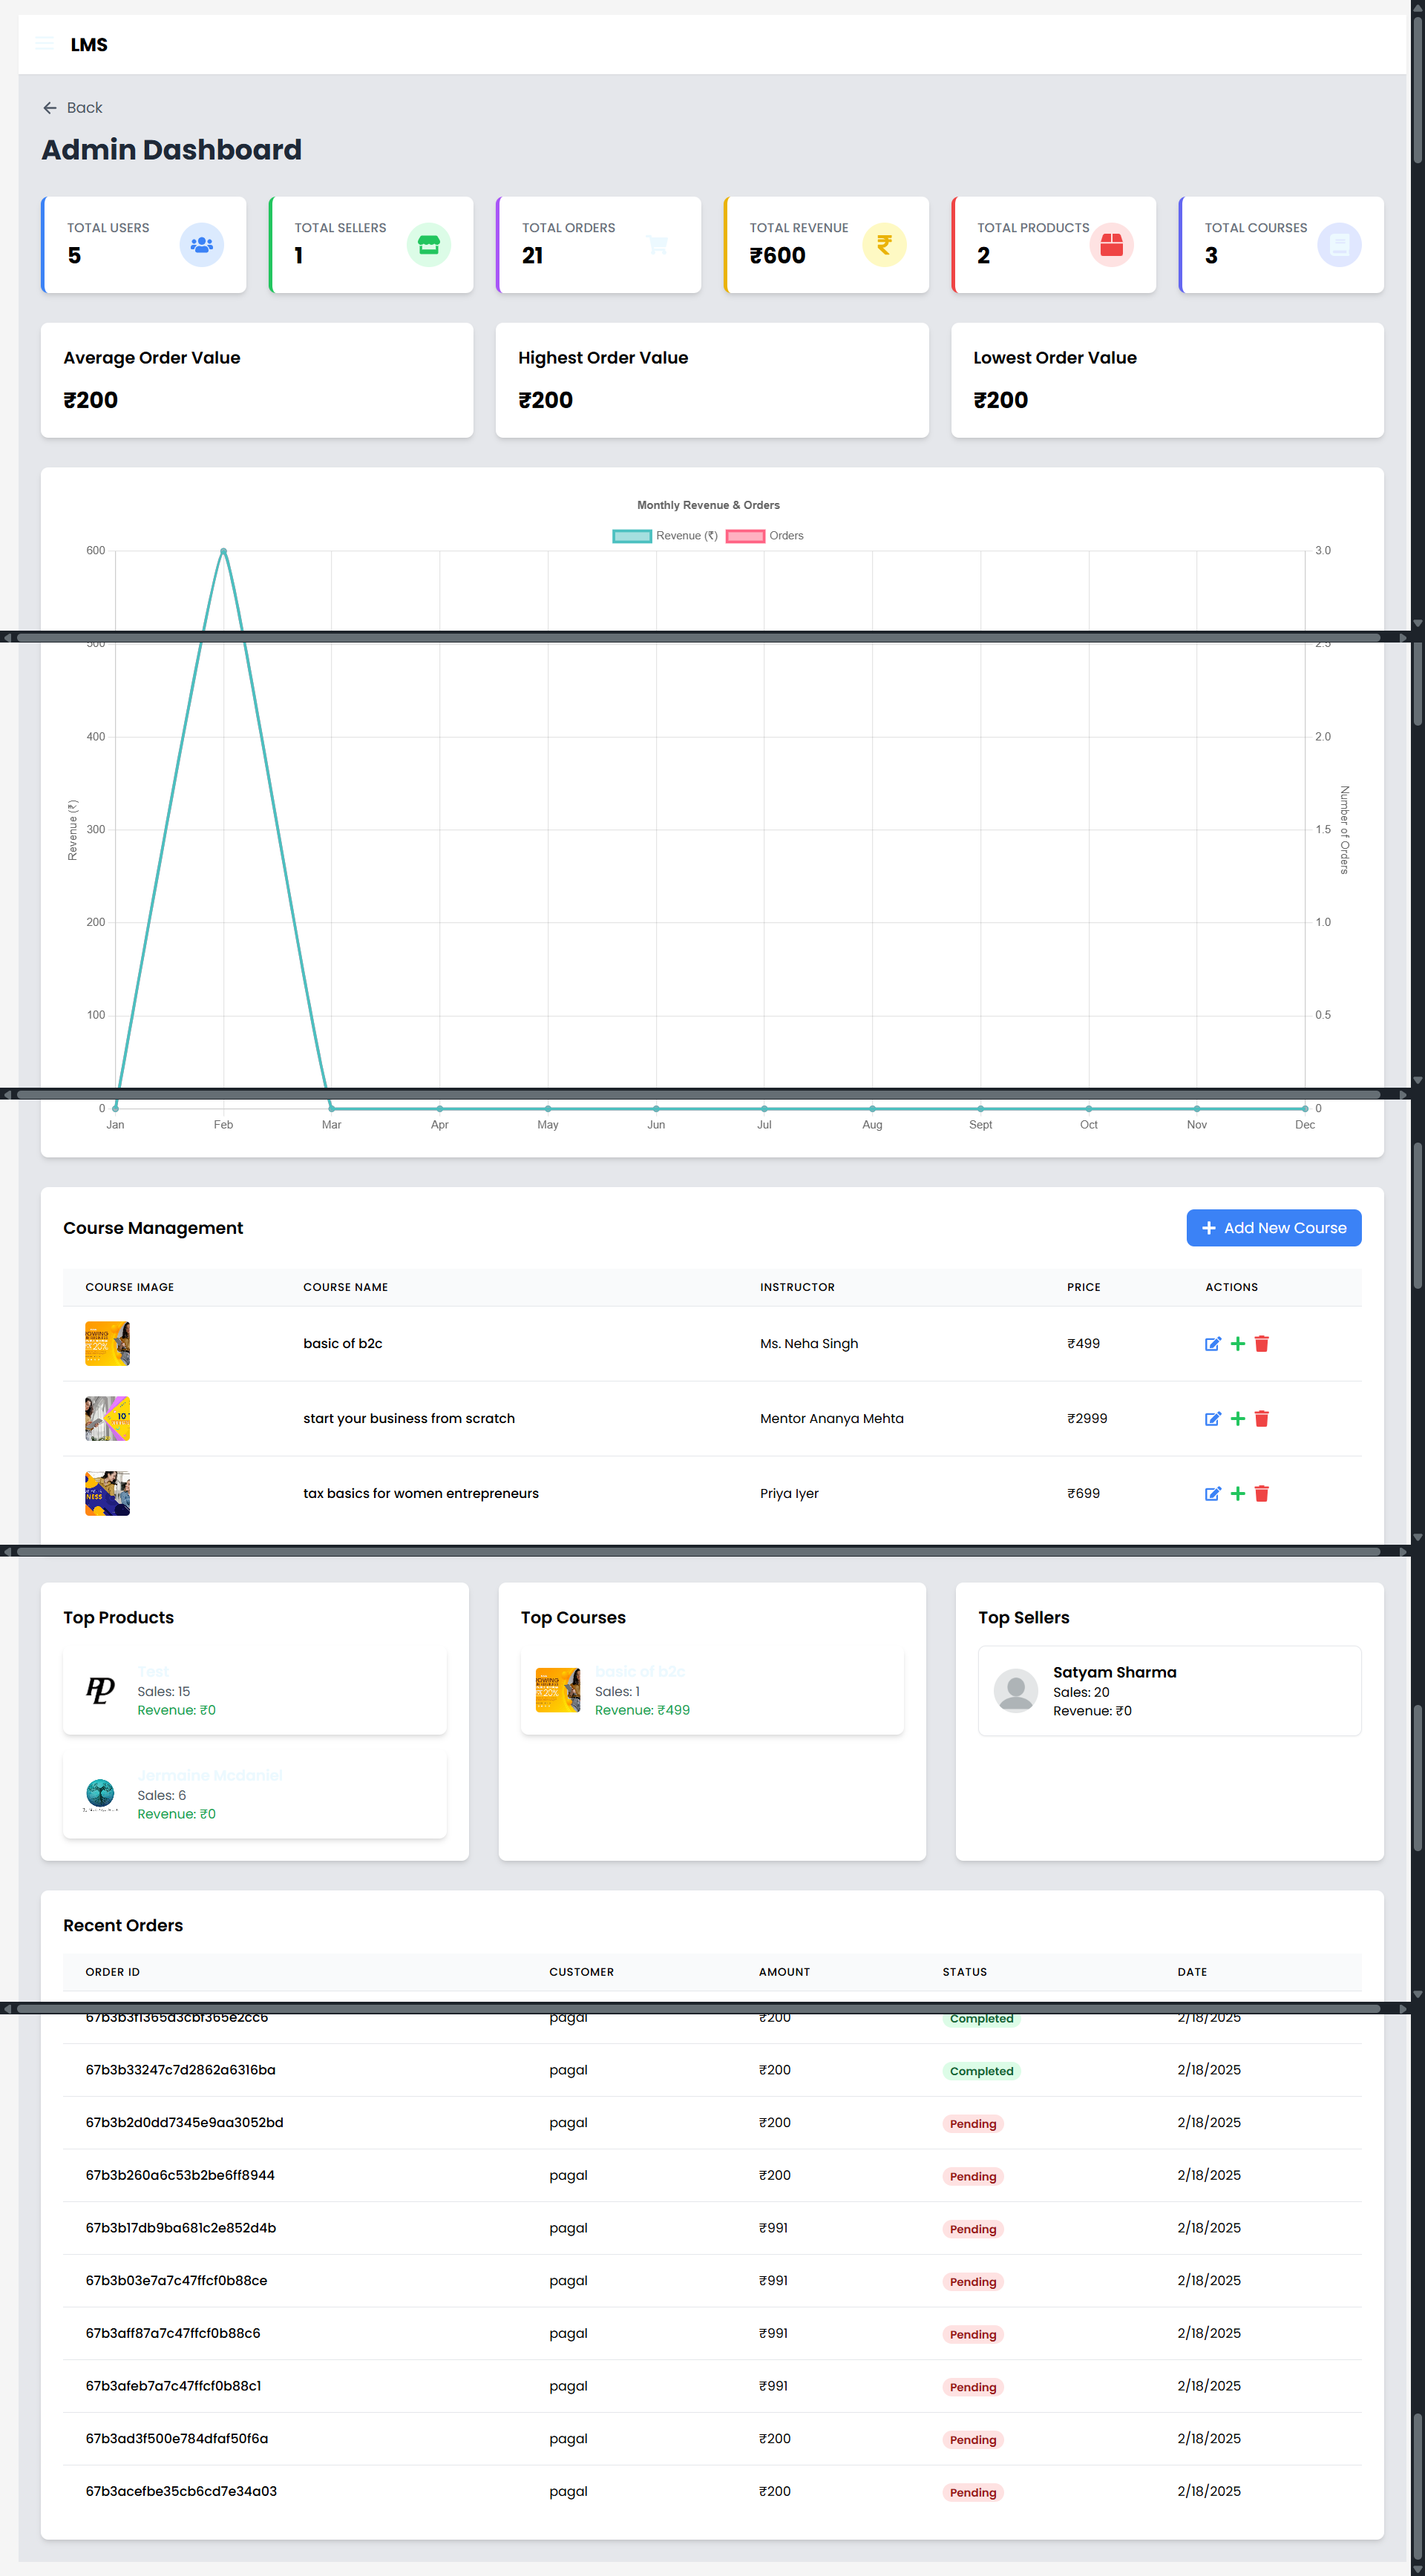 LMS
Back
Admin Dashboard
TOTAL USERS
5
TOTAL SELLERS
1
TOTAL ORDERS
21
TOTAL REVENUE
₹600
TOTAL PRODUCTS
2
TOTAL COURSES
3
Average Order Value
₹200
Highest Order Value
₹200
Lowest Order Value
₹200
Monthly Revenue & Orders
Revenue (₹) Orders
600 3.0
500 2.5
400 2.0
300 1.5
200 1.0
100 0.5
0 0
Revenue (₹)
Number of Orders
Jan Feb Mar Apr May Jun Jul Aug Sept Oct Nov Dec
Course Management
Add New Course
COURSE IMAGE COURSE NAME INSTRUCTOR PRICE ACTIONS
basic of b2c Ms. Neha Singh ₹499
10
start your business from scratch Mentor Ananya Mehta ₹2999
NESS
tax basics for women entrepreneurs Priya Iyer ₹699
Top Products
Test
Sales: 15
Revenue: ₹0
Jermaine Mcdaniel
Sales: 6
Revenue: ₹0
Top Courses
basic of b2c
Sales: 1
Revenue: ₹499
Top Sellers
Satyam Sharma
Sales: 20
Revenue: ₹0
Recent Orders
ORDER ID CUSTOMER AMOUNT STATUS DATE
67b3b3f1365d3cbf365e2cc6 pagal ₹200 Completed 2/18/2025
67b3b33247c7d2862a6316ba pagal ₹200 Completed 2/18/2025
67b3b2d0dd7345e9aa3052bd pagal ₹200 Pending 2/18/2025
67b3b260a6c53b2be6ff8944 pagal ₹200 Pending 2/18/2025
67b3b17db9ba681c2e852d4b pagal ₹991 Pending 2/18/2025
67b3b03e7a7c47ffcf0b88ce pagal ₹991 Pending 2/18/2025
67b3aff87a7c47ffcf0b88c6 pagal ₹991 Pending 2/18/2025
67b3afeb7a7c47ffcf0b88c1 pagal ₹991 Pending 2/18/2025
67b3ad3f500e784dfaf50f6a pagal ₹200 Pending 2/18/2025
67b3acefbe35cb6cd7e34a03 pagal ₹200 Pending 2/18/2025